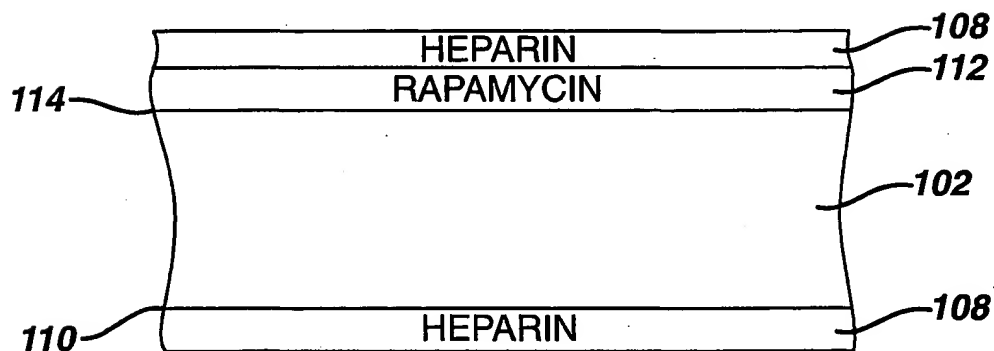 HEPARIN 108
RAPAMYCIN 112
114
102
110 HEPARIN 108